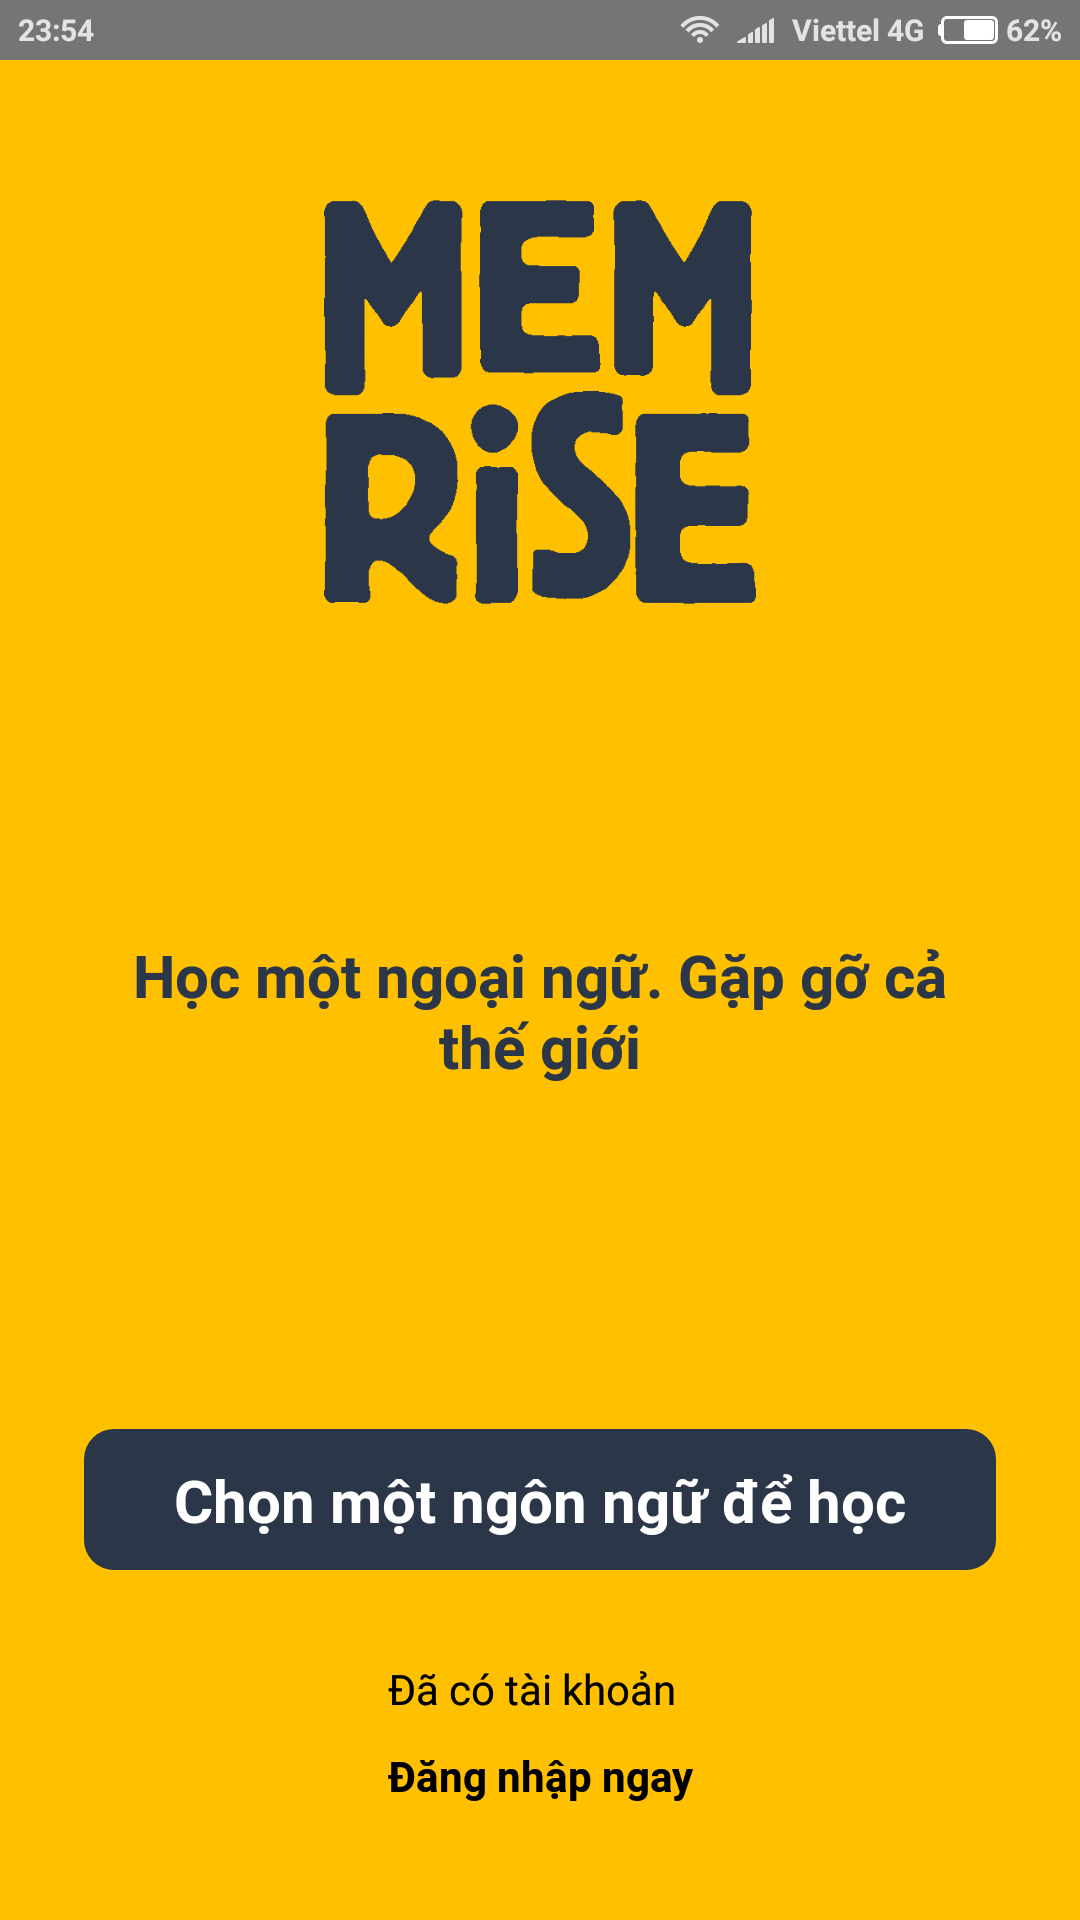 23:54 Viettel 4G 62%
MEM
RiSE
Học một ngoại ngữ. Gặp gỡ cả
thế giới
Chọn một ngôn ngữ để học
Đã có tài khoản
Đăng nhập ngay